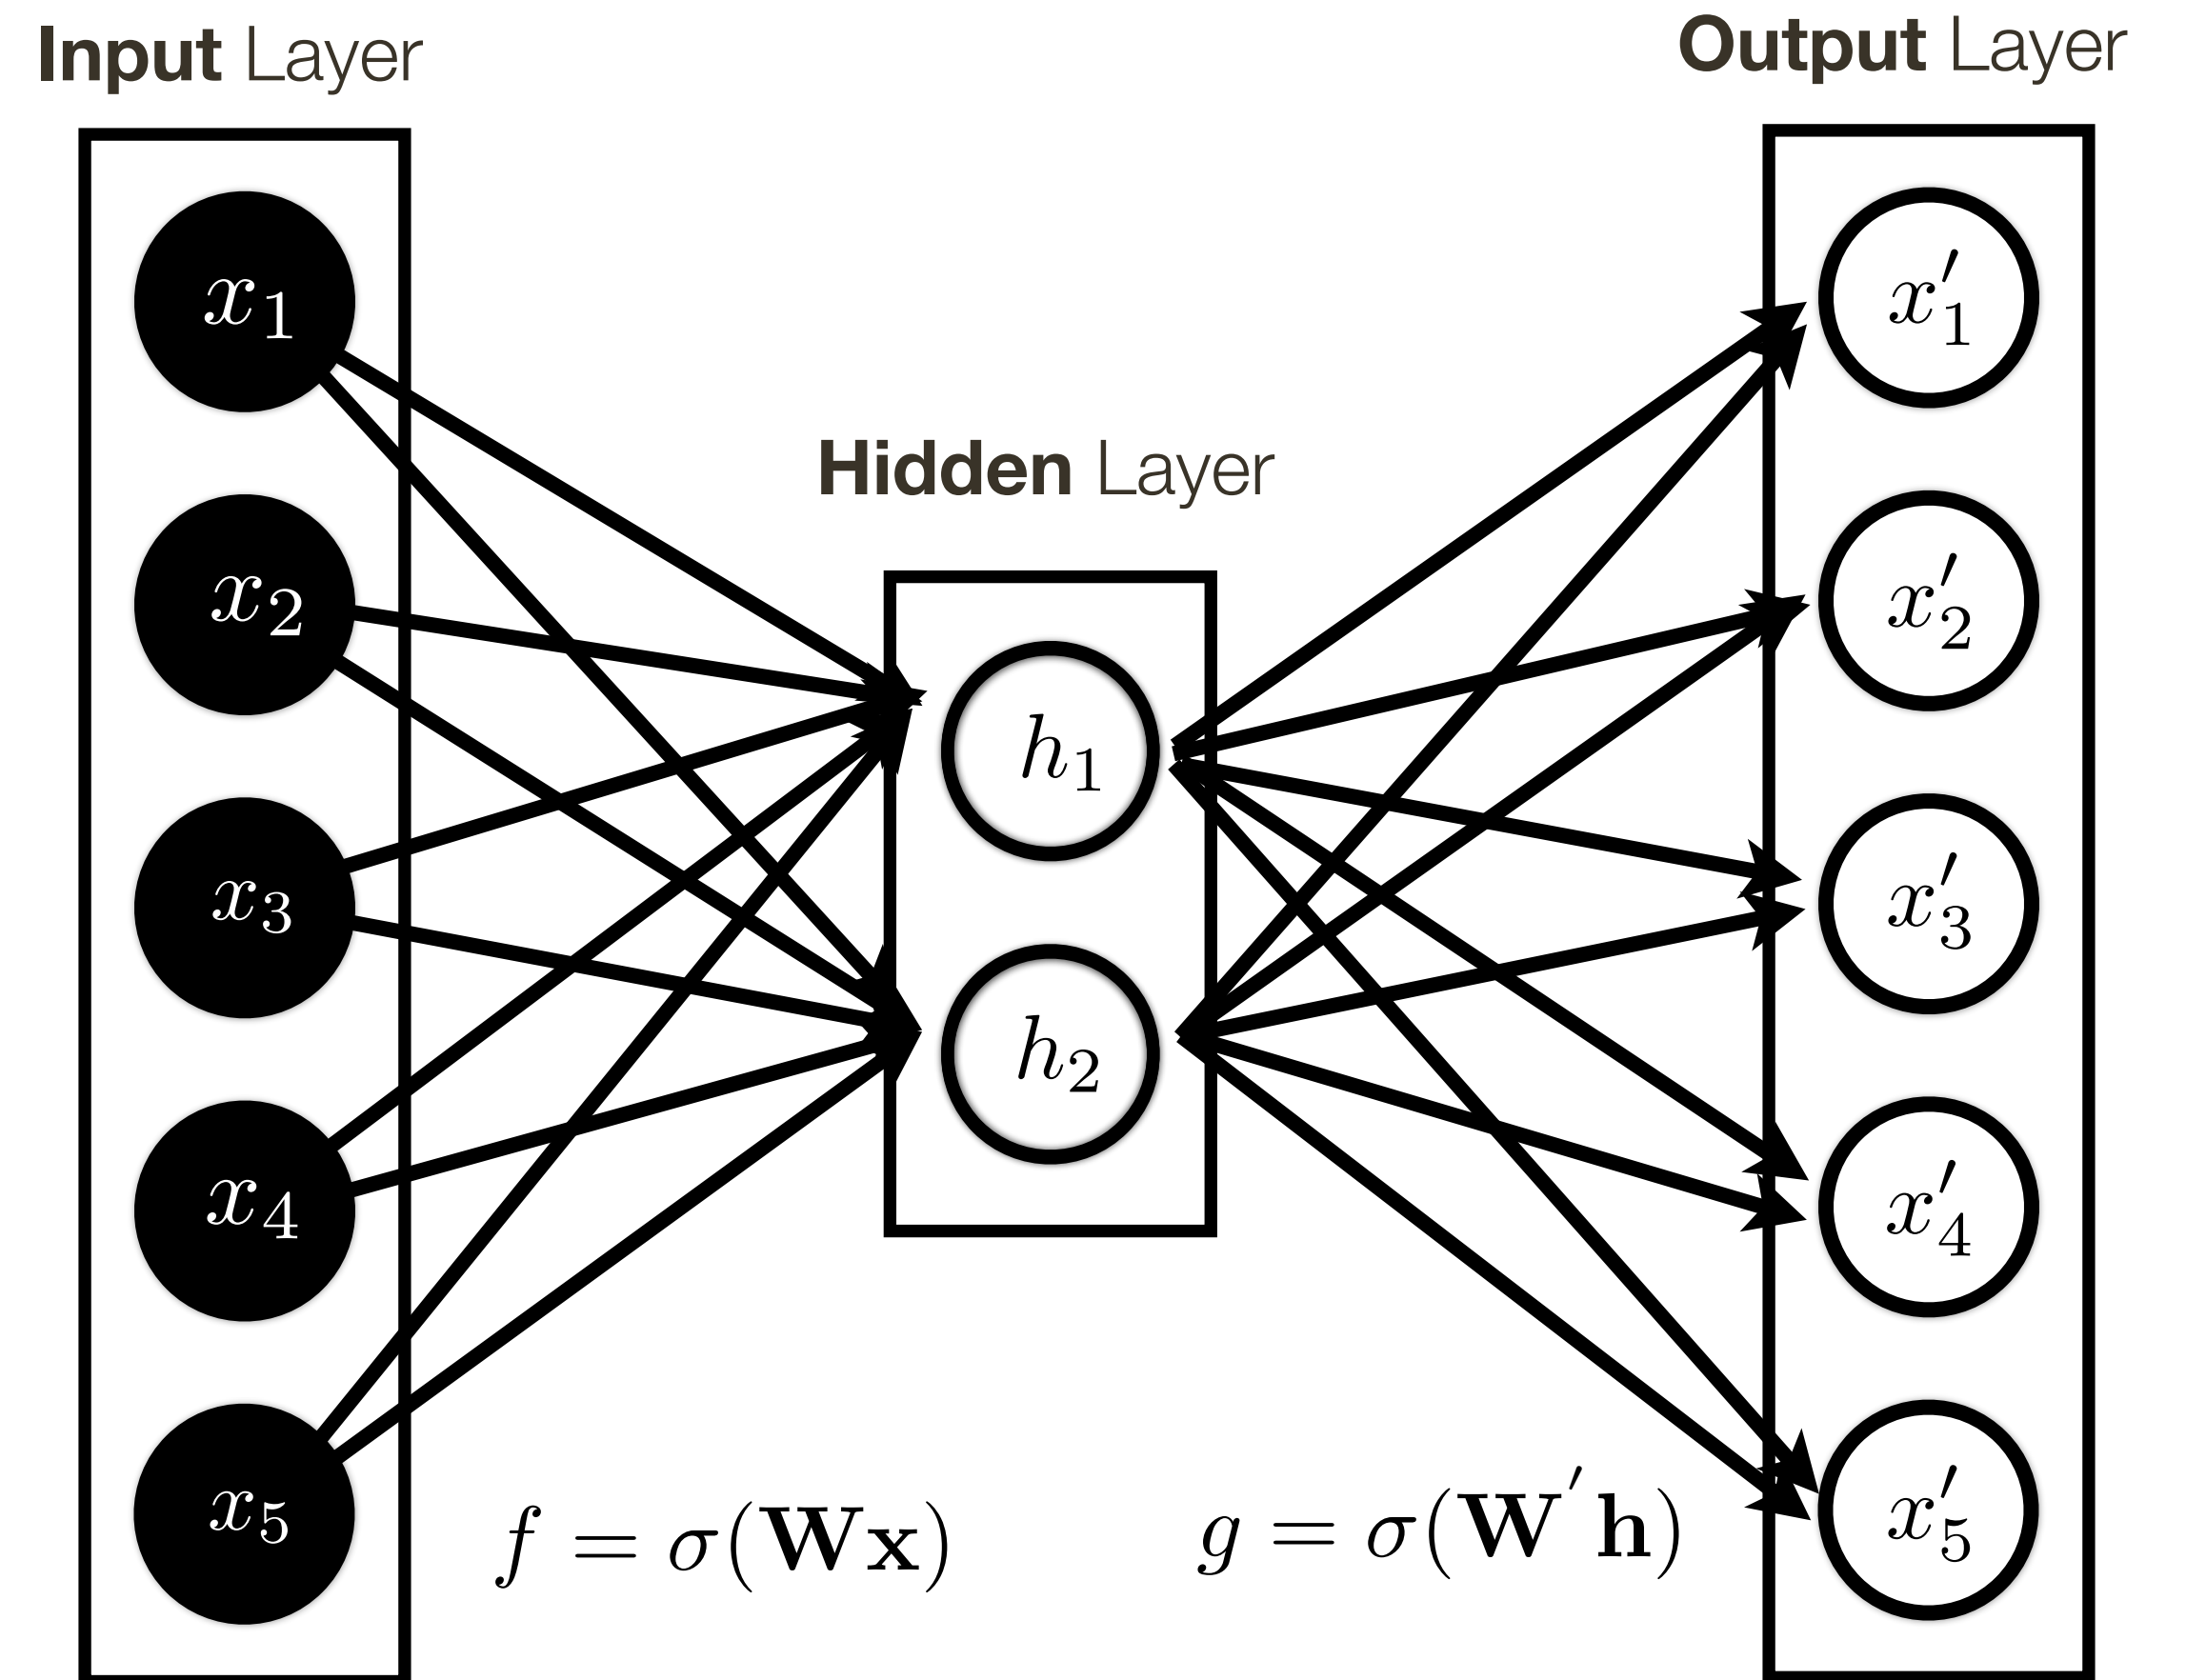 Input Layer
Output Layer
Hidden Layer
x₁
x₂
x₃
x₄
x₅
h₁
h₂
x′₁
x′₂
x′₃
x′₄
x′₅
f = σ(Wx)
g = σ(W′h)